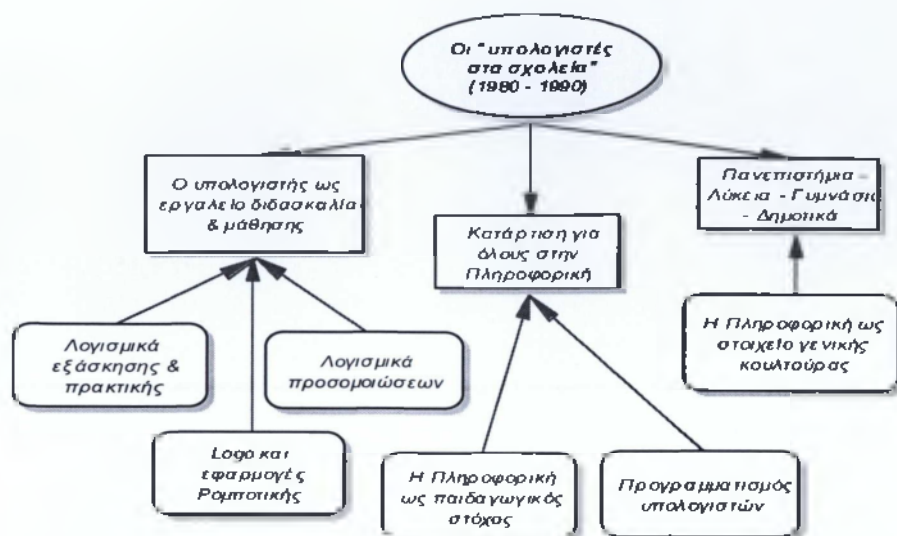 Οι "υπολογιστές
στα σχολεία"
(1980 - 1990)
Ο υπολογιστής ως
εργαλείο διδασκαλία
& μάθησης
Κατάρτιση για
όλους στην
Πληροφορική
Πανεπιστήμια -
Λύκεια - Γυμνάσια
- Δημοτικά
Λογισμικά
εξάσκησης &
πρακτικής
Λογισμικά
προσομοιώσεων
Η Πληροφορική ως
στοιχείο γενικής
κουλτούρας
Logo και
εφαρμογές
Ρομποτικής
Η Πληροφορική
ως παιδαγωγικός
στόχος
Προγραμματισμός
υπολογιστών